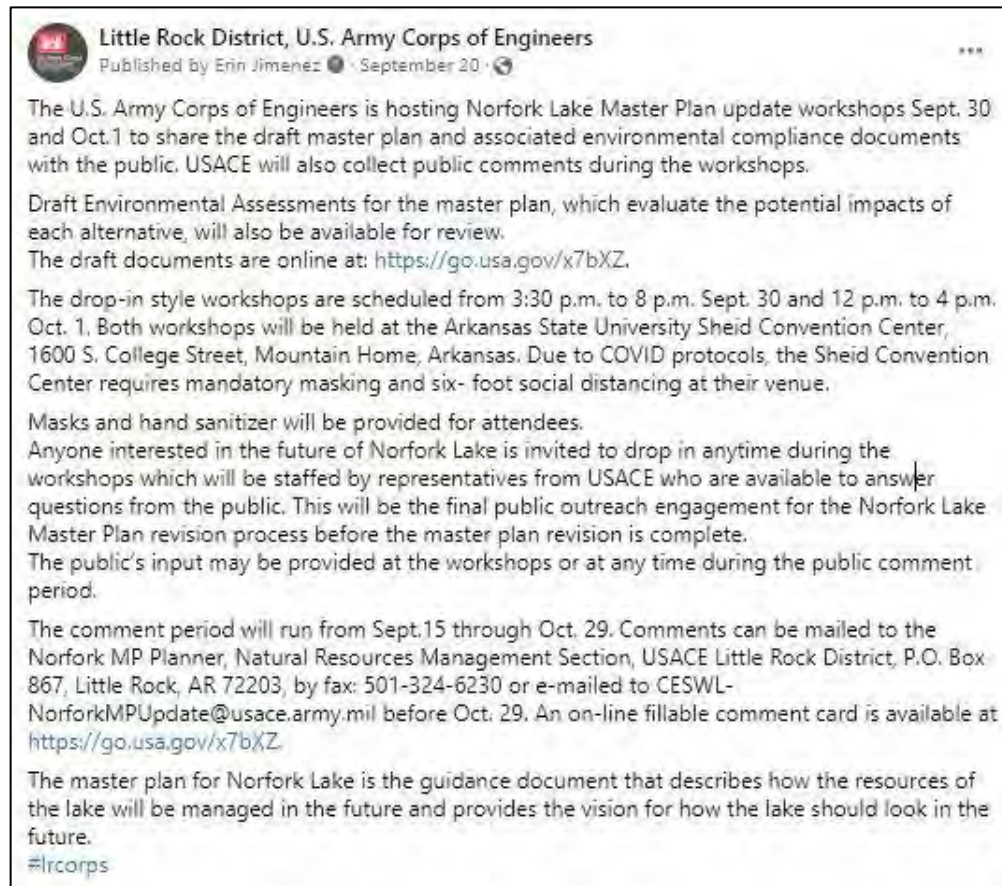 Little Rock District, U.S. Army Corps of Engineers
Published by Erin Jimenez · September 20 ·
The U.S. Army Corps of Engineers is hosting Norfork Lake Master Plan update workshops Sept. 30
and Oct.1 to share the draft master plan and associated environmental compliance documents
with the public. USACE will also collect public comments during the workshops.
Draft Environmental Assessments for the master plan, which evaluate the potential impacts of
each alternative, will also be available for review.
The draft documents are online at: https://go.usa.gov/x7bXZ.
The drop-in style workshops are scheduled from 3:30 p.m. to 8 p.m. Sept. 30 and 12 p.m. to 4 p.m.
Oct. 1. Both workshops will be held at the Arkansas State University Sheid Convention Center,
1600 S. College Street, Mountain Home, Arkansas. Due to COVID protocols, the Sheid Convention
Center requires mandatory masking and six- foot social distancing at their venue.
Masks and hand sanitizer will be provided for attendees.
Anyone interested in the future of Norfork Lake is invited to drop in anytime during the
workshops which will be staffed by representatives from USACE who are available to answer
questions from the public. This will be the final public outreach engagement for the Norfork Lake
Master Plan revision process before the master plan revision is complete.
The public's input may be provided at the workshops or at any time during the public comment
period.
The comment period will run from Sept.15 through Oct. 29. Comments can be mailed to the
Norfork MP Planner, Natural Resources Management Section, USACE Little Rock District, P.O. Box
867, Little Rock, AR 72203, by fax: 501-324-6230 or e-mailed to CESWL-
NorforkMPUpdate@usace.army.mil before Oct. 29. An on-line fillable comment card is available at
https://go.usa.gov/x7bXZ.
The master plan for Norfork Lake is the guidance document that describes how the resources of
the lake will be managed in the future and provides the vision for how the lake should look in the
future.
#lrcorps